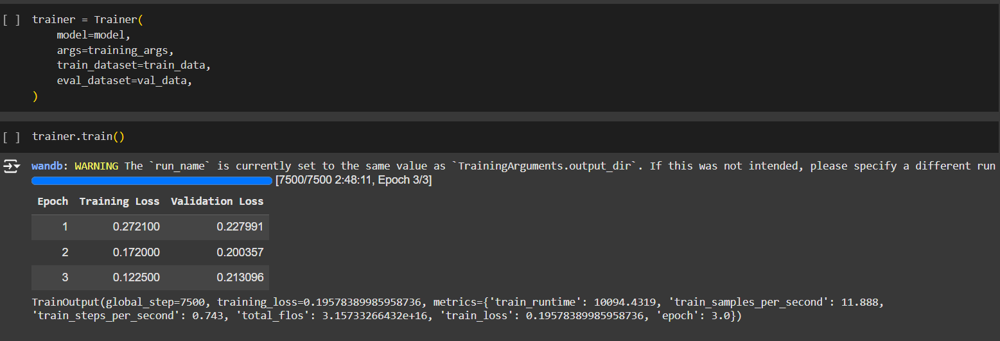 [ ] trainer = Trainer(
    model=model,
    args=training_args,
    train_dataset=train_data,
    eval_dataset=val_data,
)
[ ] trainer.train()
wandb: WARNING The `run_name` is currently set to the same value as `TrainingArguments.output_dir`. If this was not intended, please specify a different run
[7500/7500 2:48:11, Epoch 3/3]
Epoch Training Loss Validation Loss
1 0.272100 0.227991
2 0.172000 0.200357
3 0.122500 0.213096
TrainOutput(global_step=7500, training_loss=0.19578389985958736, metrics={'train_runtime': 10094.4319, 'train_samples_per_second': 11.888,
'train_steps_per_second': 0.743, 'total_flos': 3.15733266432e+16, 'train_loss': 0.19578389985958736, 'epoch': 3.0})